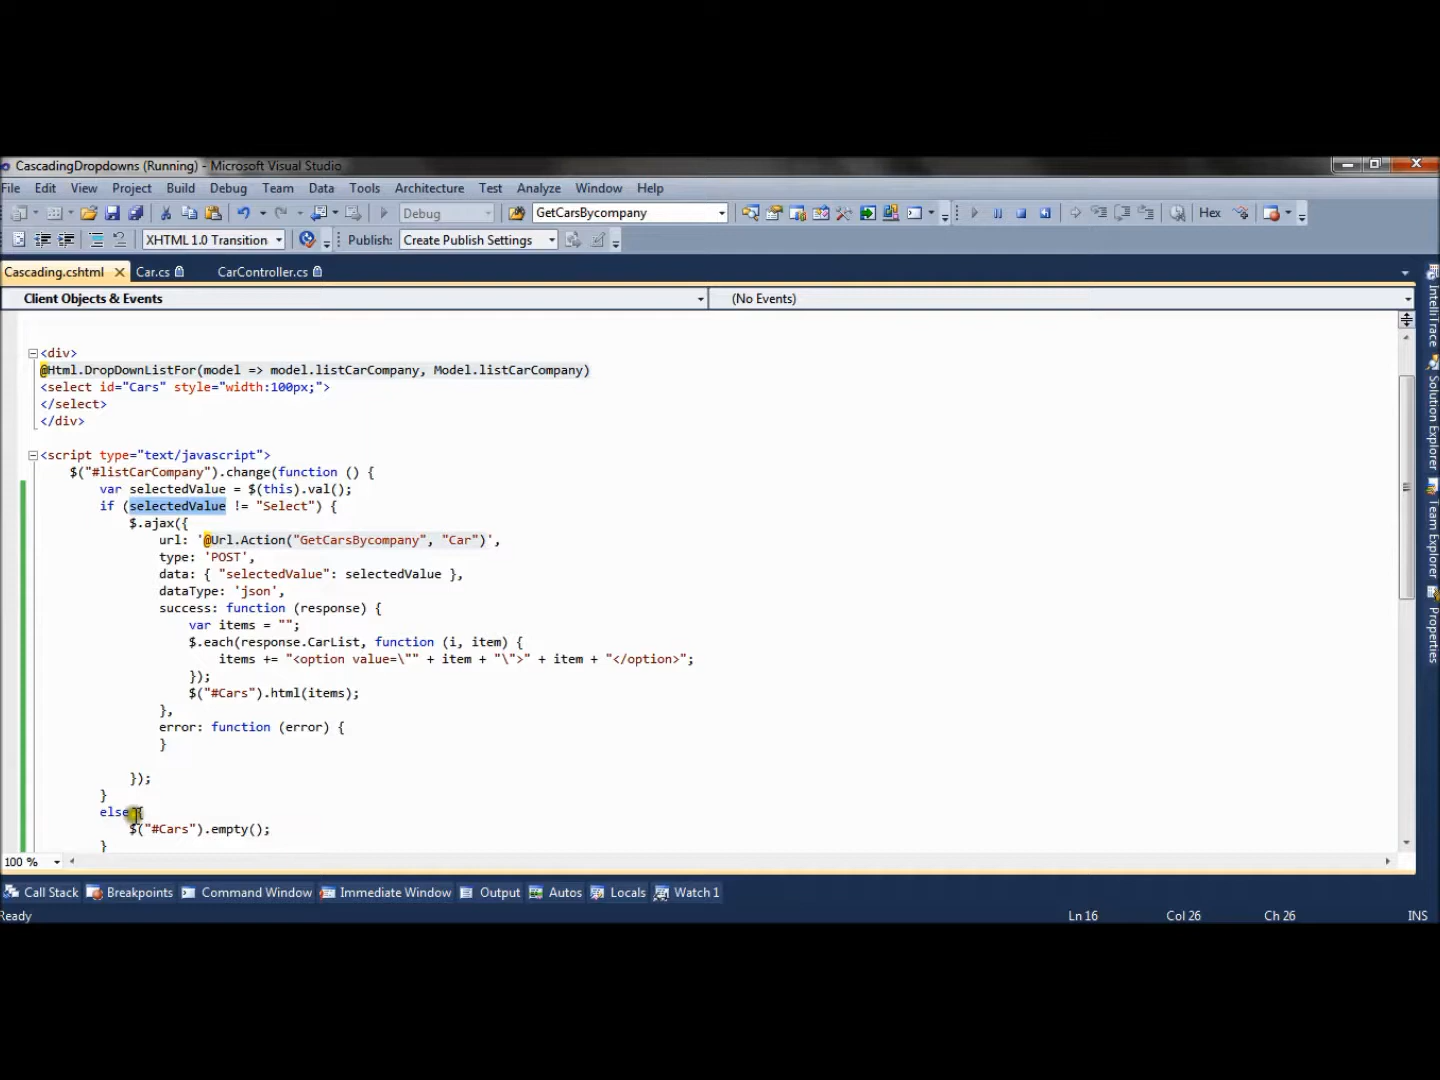 CascadingDropdowns (Running) - Microsoft Visual Studio
File Edit View Project Build Debug Team Data Tools Architecture Test Analyze Window Help
Debug GetCarsBycompany Hex
XHTML 1.0 Transition Publish: Create Publish Settings
Cascading.cshtml Car.cs CarController.cs
Client Objects & Events (No Events)
<div>
@Html.DropDownListFor(model => model.listCarCompany, Model.listCarCompany)
<select id="Cars" style="width:100px;">
</select>
</div>
<script type="text/javascript">
$("#listCarCompany").change(function () {
var selectedValue = $(this).val();
if (selectedValue != "Select") {
$.ajax({
url: '@Url.Action("GetCarsBycompany", "Car")',
type: 'POST',
data: { "selectedValue": selectedValue },
dataType: 'json',
success: function (response) {
var items = "";
$.each(response.CarList, function (i, item) {
items += "<option value=\"" + item + "\">" + item + "</option>";
});
$("#Cars").html(items);
},
error: function (error) {
}
});
}
else {
$("#Cars").empty();
}
100 %
Call Stack Breakpoints Command Window Immediate Window Output Autos Locals Watch 1
Ready Ln 16 Col 26 Ch 26 INS
IntelliTrace
Solution Explorer
Team Explorer
Properties